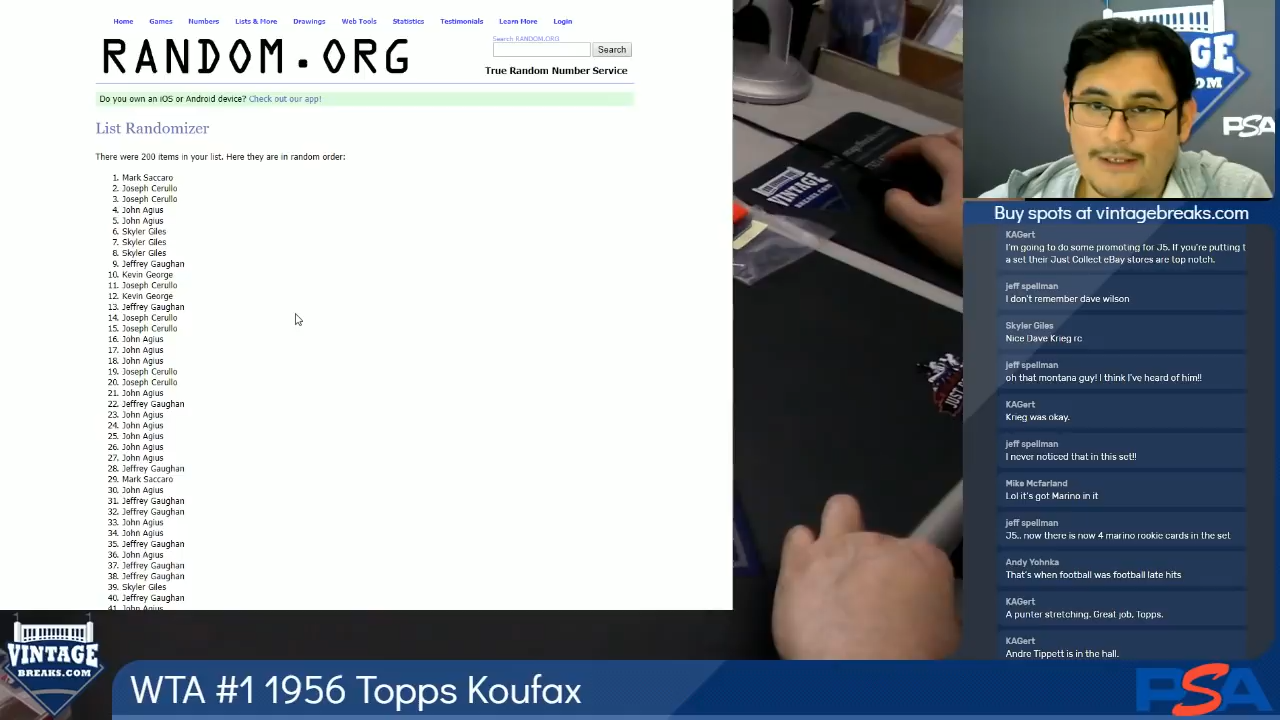 Home Games Numbers Lists & More Drawings Web Tools Statistics Testimonials Learn More Login
RANDOM.ORG
Search RANDOM.ORG
Search
True Random Number Service
Do you own an iOS or Android device? Check out our app!
List Randomizer
There were 200 items in your list. Here they are in random order:
1. Mark Saccaro
2. Joseph Cerullo
3. Joseph Cerullo
4. John Agius
5. John Agius
6. Skyler Giles
7. Skyler Giles
8. Skyler Giles
9. Jeffrey Gaughan
10. Kevin George
11. Joseph Cerullo
12. Kevin George
13. Jeffrey Gaughan
14. Joseph Cerullo
15. Joseph Cerullo
16. John Agius
17. John Agius
18. John Agius
19. Joseph Cerullo
20. Joseph Cerullo
21. John Agius
22. Jeffrey Gaughan
23. John Agius
24. John Agius
25. John Agius
26. John Agius
27. John Agius
28. Jeffrey Gaughan
29. Mark Saccaro
30. John Agius
31. Jeffrey Gaughan
32. Jeffrey Gaughan
33. John Agius
34. John Agius
35. Jeffrey Gaughan
36. John Agius
37. Jeffrey Gaughan
38. Jeffrey Gaughan
39. Skyler Giles
40. Jeffrey Gaughan
41. John Agius
VINTAGE
BREAKS.COM
JUST
VINTAGE
PSA
Buy spots at vintagebreaks.com
KAGert
I'm going to do some promoting for J5. If you're putting t
a set their Just Collect eBay stores are top notch.
jeff spellman
I don't remember dave wilson
Skyler Giles
Nice Dave Krieg rc
jeff spellman
oh that montana guy! I think I've heard of him!!
KAGert
Krieg was okay.
jeff spellman
I never noticed that in this set!!
Mike Mcfarland
Lol it's got Marino in it
jeff spellman
J5.. now there is now 4 marino rookie cards in the set
Andy Yohnka
That's when football was football late hits
KAGert
A punter stretching. Great job, Topps.
KAGert
Andre Tippett is in the hall.
VINTAGE
BREAKS.COM
WTA #1 1956 Topps Koufax
PSA